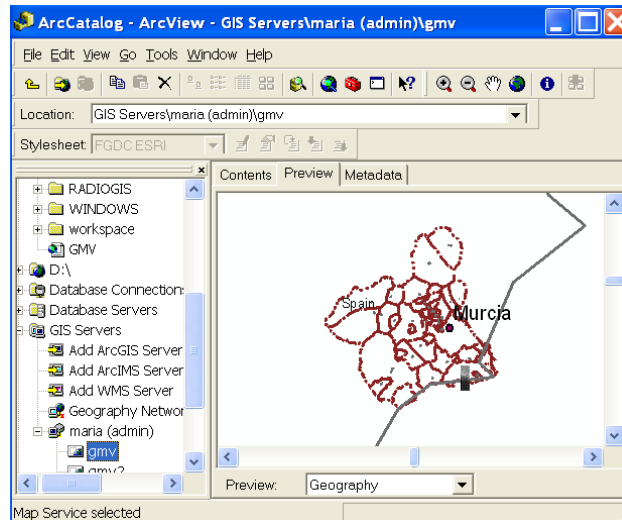 ArcCatalog - ArcView - GIS Servers\maria (admin)\gmv
File Edit View Go Tools Window Help
Location: GIS Servers\maria (admin)\gmv
Stylesheet: FGDC ESRI
Contents Preview Metadata
RADIOGIS
WINDOWS
workspace
GMV
D:\
Database Connection
Database Servers
GIS Servers
Add ArcGIS Server
Add ArcIMS Server
Add WMS Server
Geography Networ
maria (admin)
gmv
gmv2
Spain
Murcia
Preview: Geography
Map Service selected